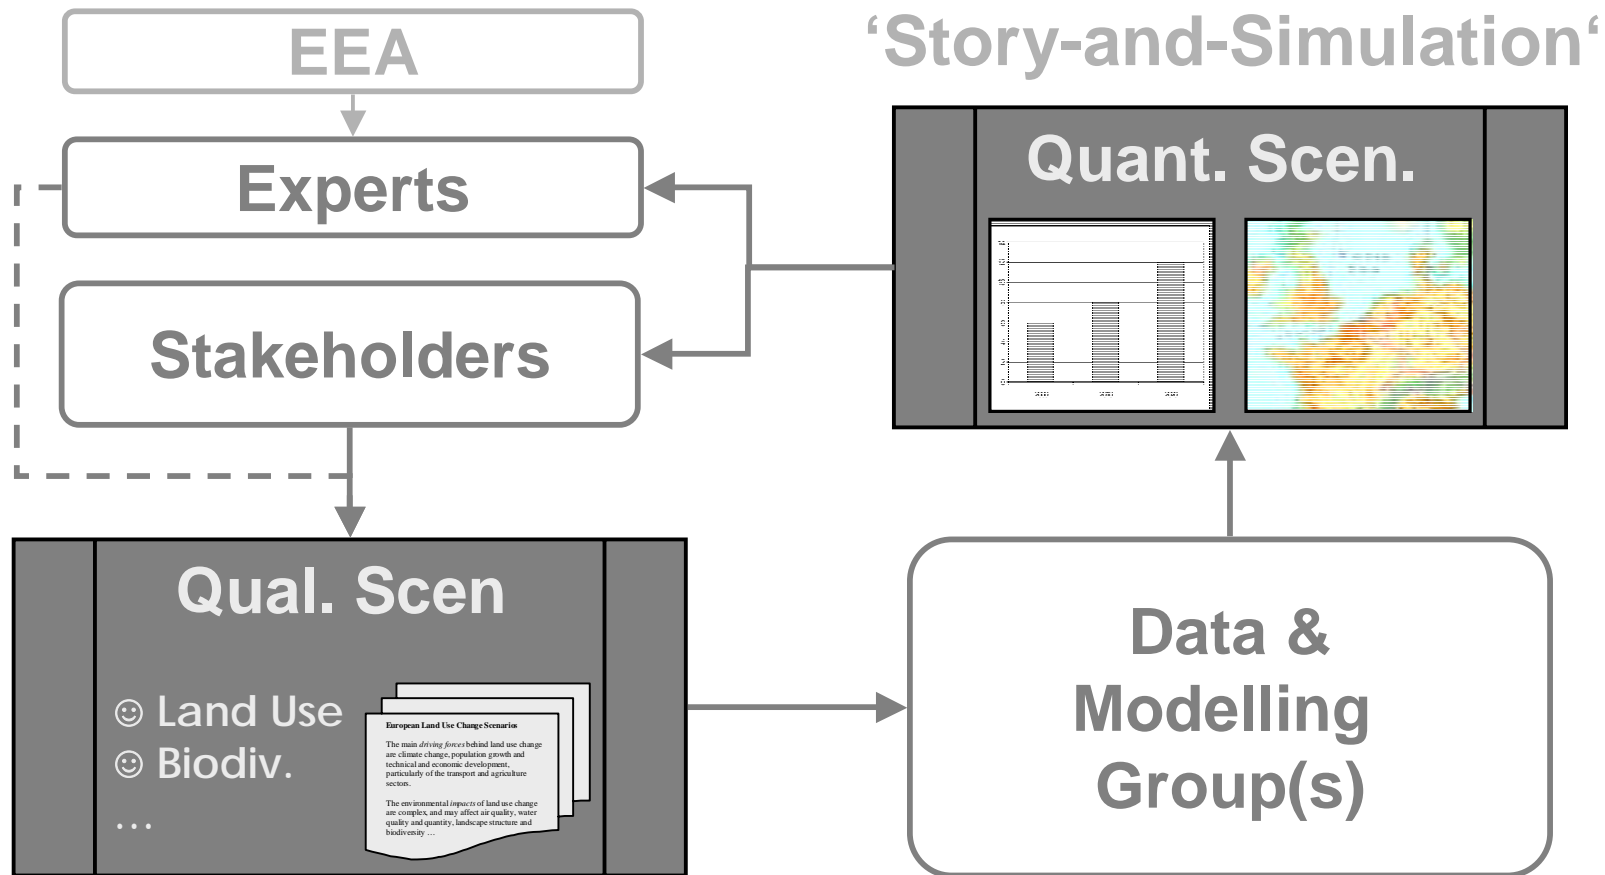 EEA
‘Story-and-Simulation‘
Experts
Stakeholders
Quant. Scen.
Qual. Scen
☺ Land Use
☺ Biodiv.
…
European Land Use Change Scenarios
The main driving forces behind land use change
are climate change, population growth and
technical and economic development,
particularly of the transport and agriculture
sectors.
The environmental impacts of land use change
are complex, and may affect air quality, water
quality and quantity, landscape structure and
biodiversity …
Data &
Modelling
Group(s)